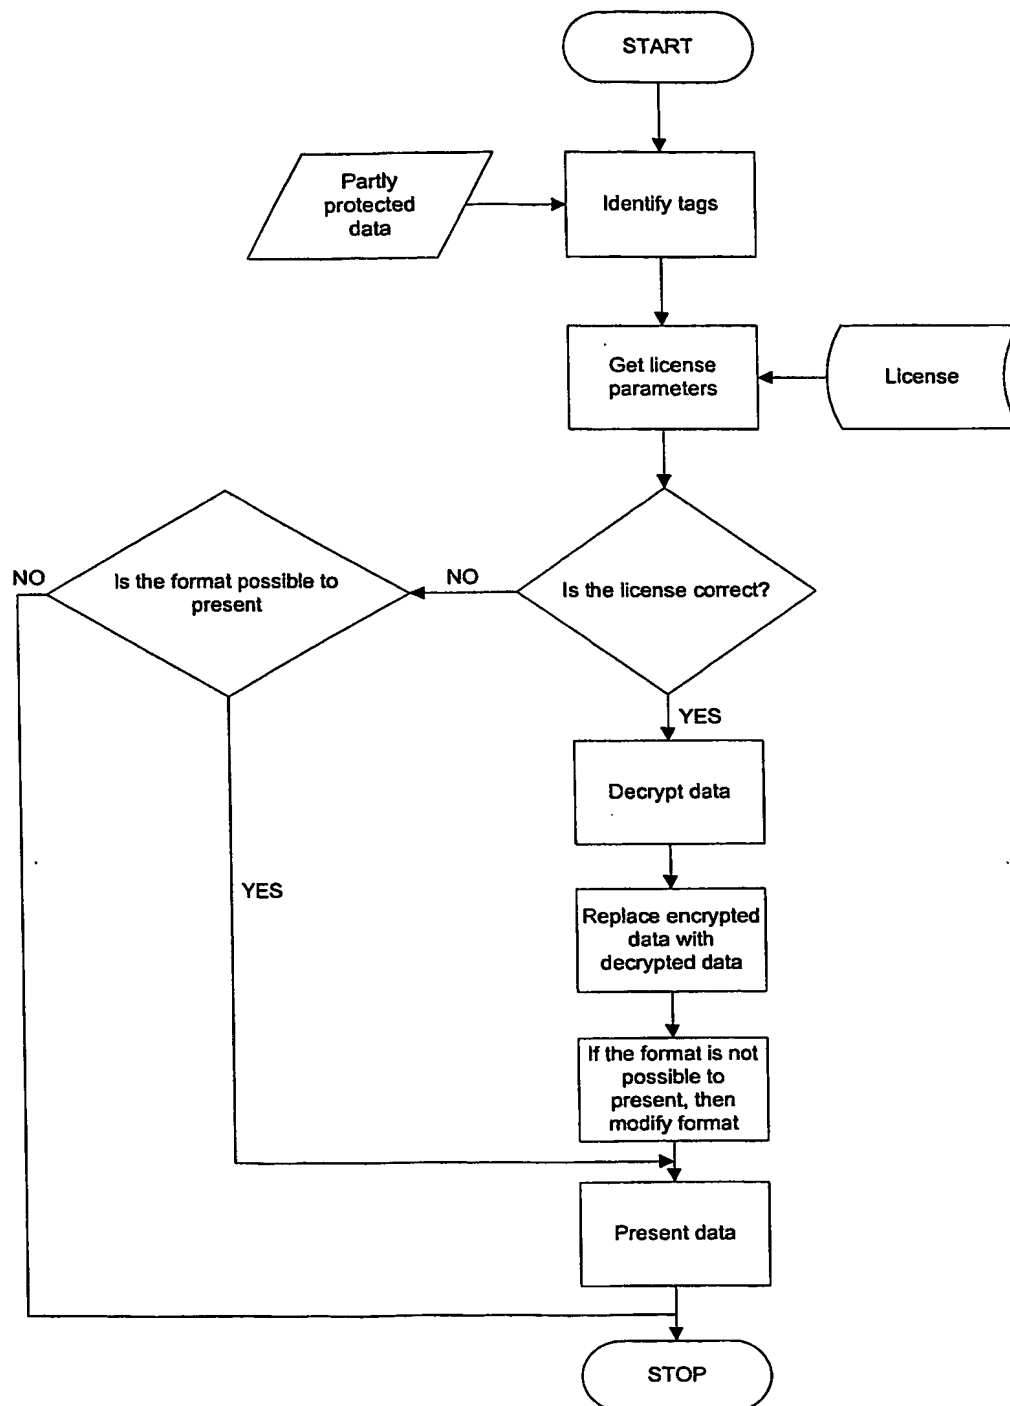 START
Partly
protected
data
Identify tags
Get license
parameters
License
NO
Is the format possible to
present
NO
Is the license correct?
YES
Decrypt data
YES
Replace encrypted
data with
decrypted data
If the format is not
possible to
present, then
modify format
Present data
STOP